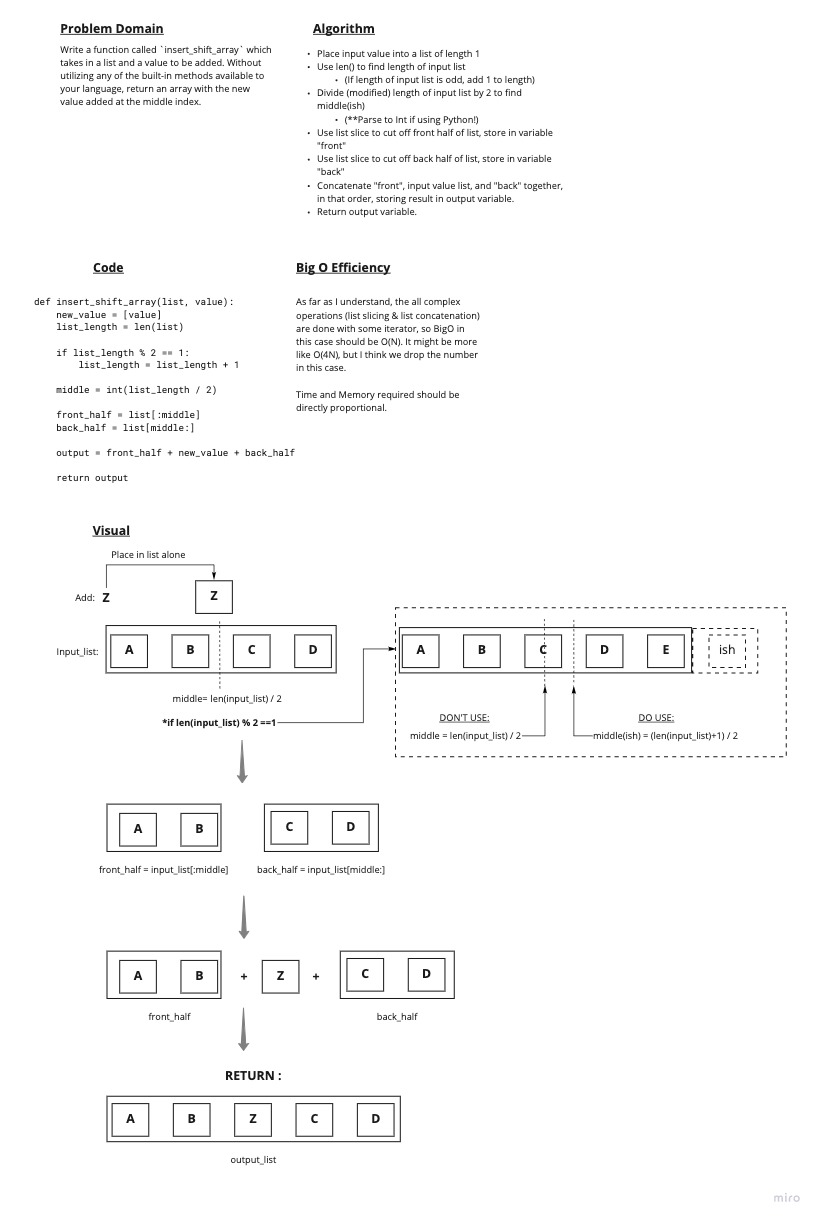 Problem Domain
Write a function called `insert_shift_array` which
takes in a list and a value to be added. Without
utilizing any of the built-in methods available to
your language, return an array with the new
value added at the middle index.
Algorithm
• Place input value into a list of length 1
• Use len() to find length of input list
• (If length of input list is odd, add 1 to length)
• Divide (modified) length of input list by 2 to find
middle(ish)
• (**Parse to Int if using Python!)
• Use list slice to cut off front half of list, store in variable
"front"
• Use list slice to cut off back half of list, store in variable
"back"
• Concatenate "front", input value list, and "back" together,
in that order, storing result in output variable.
• Return output variable.
Code
def insert_shift_array(list, value):
    new_value = [value]
    list_length = len(list)
    if list_length % 2 == 1:
        list_length = list_length + 1
    middle = int(list_length / 2)
    front_half = list[:middle]
    back_half = list[middle:]
    output = front_half + new_value + back_half
    return output
Big O Efficiency
As far as I understand, the all complex
operations (list slicing & list concatenation)
are done with some iterator, so BigO in
this case should be O(N). It might be more
like O(4N), but I think we drop the number
in this case.
Time and Memory required should be
directly proportional.
Visual
Place in list alone
Add: Z
Z
Input_list: A B C D
middle= len(input_list) / 2
*if len(input_list) % 2 ==1
A B C D E ish
DON'T USE:
middle = len(input_list) / 2
DO USE:
middle(ish) = (len(input_list)+1) / 2
A B
C D
front_half = input_list[:middle]
back_half = input_list[middle:]
A B + Z + C D
front_half
back_half
RETURN :
A B Z C D
output_list
miro